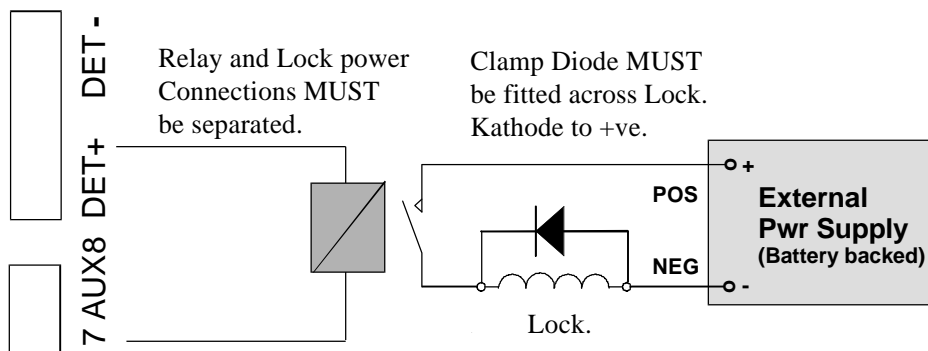 DET -
DET+
7 AUX8
Relay and Lock power
Connections MUST
be separated.
Clamp Diode MUST
be fitted across Lock.
Kathode to +ve.
+
POS
External
Pwr Supply
(Battery backed)
NEG
-
Lock.